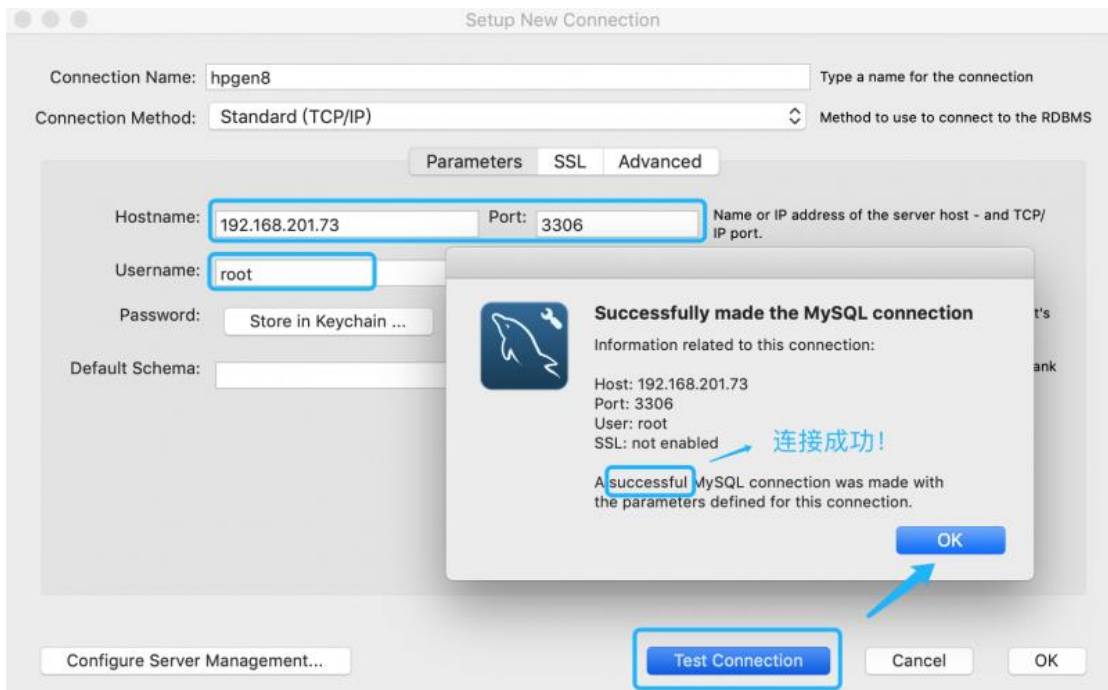 Setup New Connection
Connection Name: hpgen8 Type a name for the connection
Connection Method: Standard (TCP/IP) Method to use to connect to the RDBMS
Parameters SSL Advanced
Hostname: 192.168.201.73 Port: 3306 Name or IP address of the server host - and TCP/
IP port.
Username: root
Password: Store in Keychain ... t's
Default Schema: ank
Successfully made the MySQL connection
Information related to this connection:
Host: 192.168.201.73
Port: 3306
User: root
SSL: not enabled
连接成功!
A successful MySQL connection was made with
the parameters defined for this connection.
OK
Configure Server Management... Test Connection Cancel OK